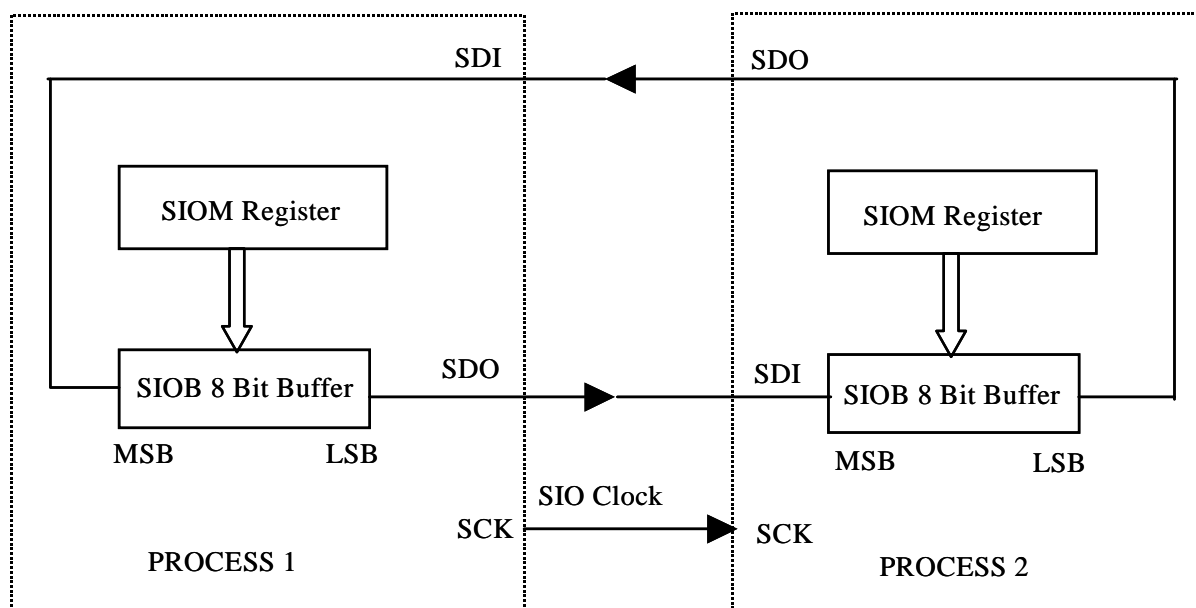 SDI
SDO
SIOM Register
SIOM Register
SDO
SDI
SIOB 8 Bit Buffer
SIOB 8 Bit Buffer
MSB
LSB
MSB
LSB
SIO Clock
SCK
SCK
PROCESS 1
PROCESS 2